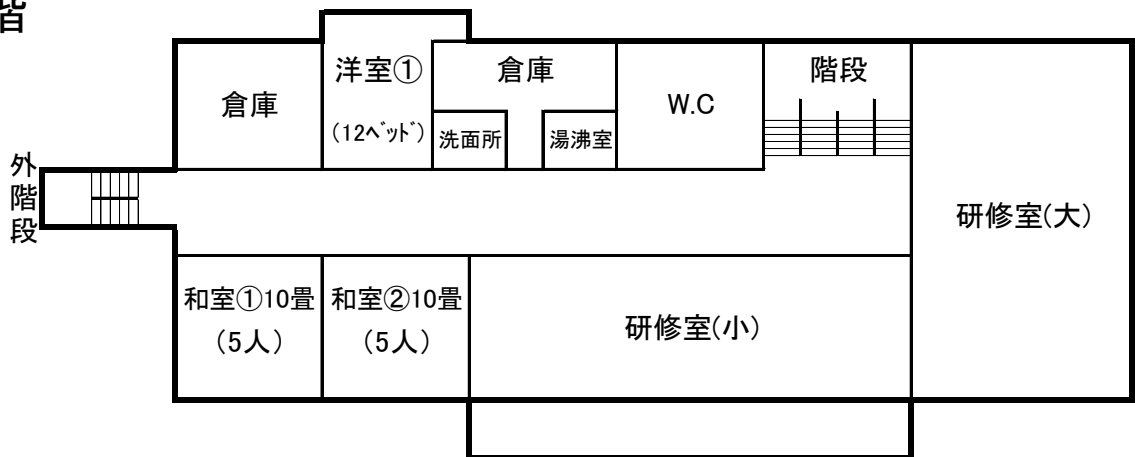 階
倉庫
洋室①
(12ベッド)
倉庫
洗面所
湯沸室
W.C
階段
外階段
研修室(大)
和室①10畳
(5人)
和室②10畳
(5人)
研修室(小)